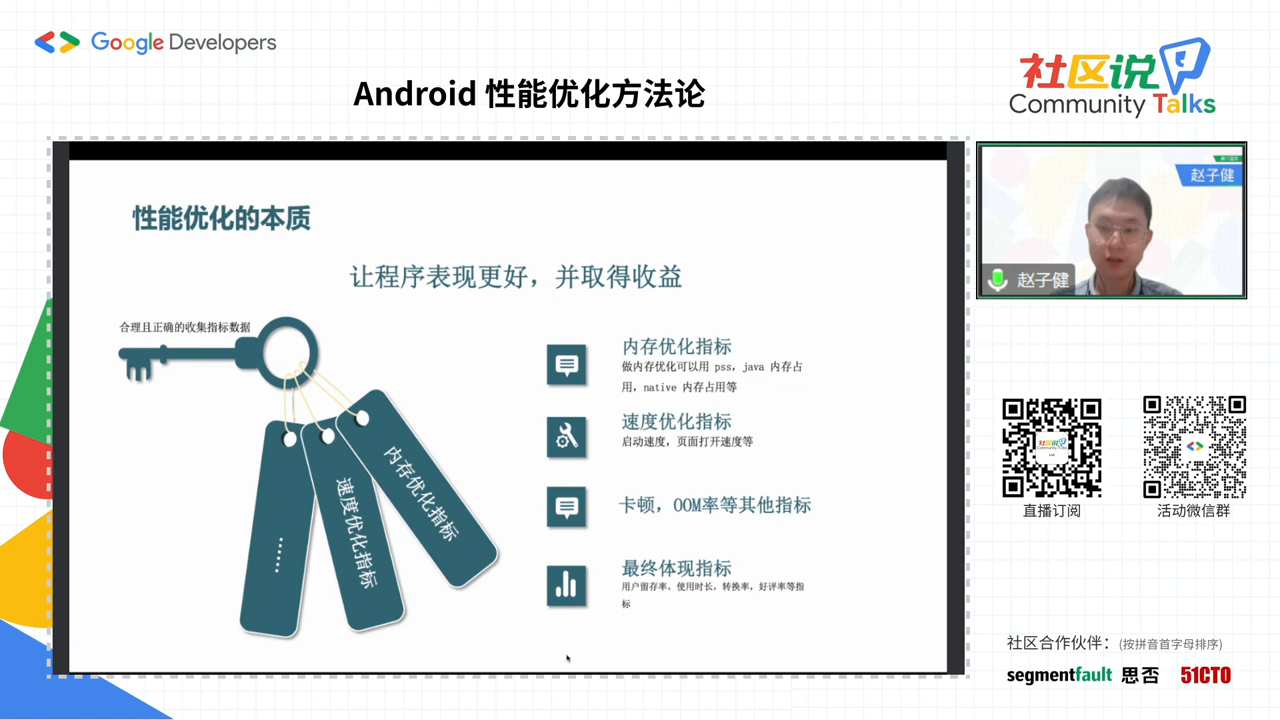 Google Developers
Android 性能优化方法论
社区说
Community Talks
性能优化的本质
让程序表现更好，并取得收益
合理且正确的收集指标数据
内存优化指标
速度优化指标
......
内存优化指标
做内存优化可以用 pss，java 内存占
用，native 内存占用等
速度优化指标
启动速度，页面打开速度等
卡顿，OOM率等其他指标
最终体现指标
用户留存率，使用时长，转换率，好评率等指
标
赵子健
赵子健
直播订阅
活动微信群
社区合作伙伴：(按拼音首字母排序)
segmentfault 思否 51CTO